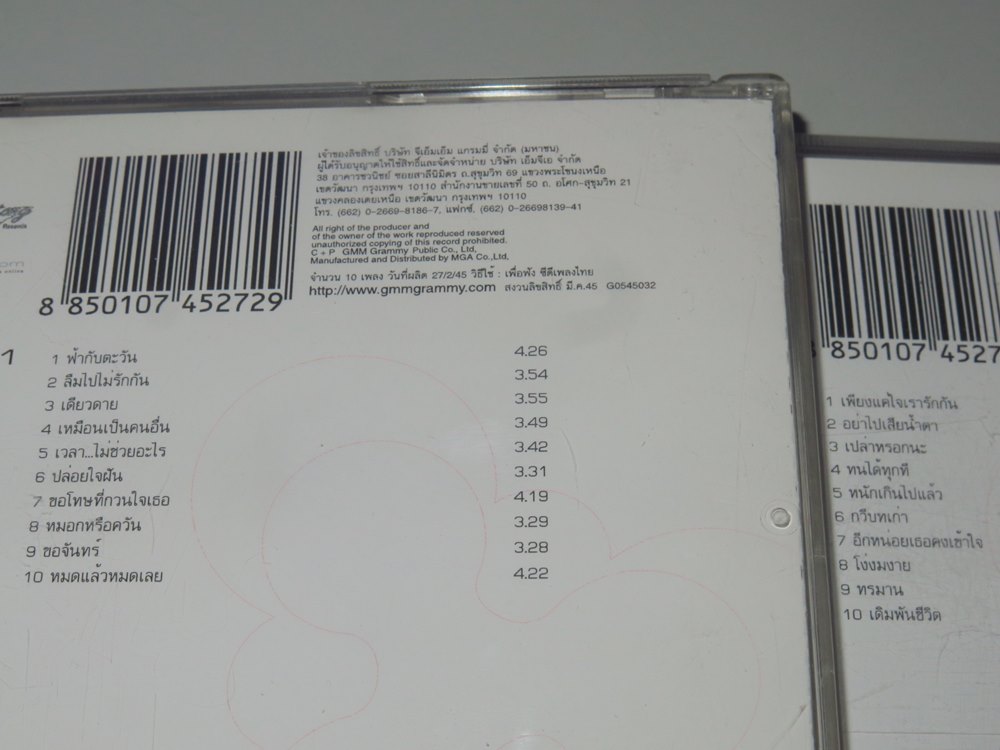 เจ้าของลิขสิทธิ์ บริษัท จีเอ็มเอ็ม แกรมมี่ จำกัด (มหาชน)
ผู้ได้รับอนุญาตให้ใช้สิทธิ์และจัดจำหน่าย บริษัท เอ็มจีเอ จำกัด
38 อาคารชวนิชย์ ซอยสาลีนิมิตร ถ.สุขุมวิท 69 แขวงพระโขนงเหนือ
เขตวัฒนา กรุงเทพฯ 10110 สำนักงานขายเลขที่ 50 ถ. อโศก-สุขุมวิท 21
แขวงคลองเตยเหนือ เขตวัฒนา กรุงเทพฯ 10110
โทร. (662) 0-2669-8186-7, แฟกซ์. (662) 0-26698139-41
All right of the producer and
of the owner of the work reproduced reserved
unauthorized copying of this record prohibited.
C + P GMM Grammy Public Co., Ltd.
Manufactured and Distributed by MGA Co.,Ltd.
จำนวน 10 เพลง วันที่ผลิต 27/2/45 วิธีใช้ : เพื่อฟัง ซีดีเพลงไทย
http://www.gmmgrammy.com สงวนลิขสิทธิ์ มี.ค.45 G0545032
Records
com
online
8 850107 452729
1
1 ฟ้ากับตะวัน 4.26
2 ลืมไปไม่รักกัน 3.54
3 เดียวดาย 3.55
4 เหมือนเป็นคนอื่น 3.49
5 เวลา...ไม่ช่วยอะไร 3.42
6 ปล่อยใจฝัน 3.31
7 ขอโทษที่กวนใจเธอ 4.19
8 หมอกหรือควัน 3.29
9 ขอจันทร์ 3.28
10 หมดแล้วหมดเลย 4.22
8 850107 4527
1 เพียงแค่ใจเรารักกัน
2 อย่าไปเสียน้ำตา
3 เปล่าหรอกนะ
4 ทนได้ทุกที
5 หนักเกินไปแล้ว
6 กวีบทเก่า
7 อีกหน่อยเธอคงเข้าใจ
8 โง่งมงาย
9 ทรมาน
10 เดิมพันชีวิต